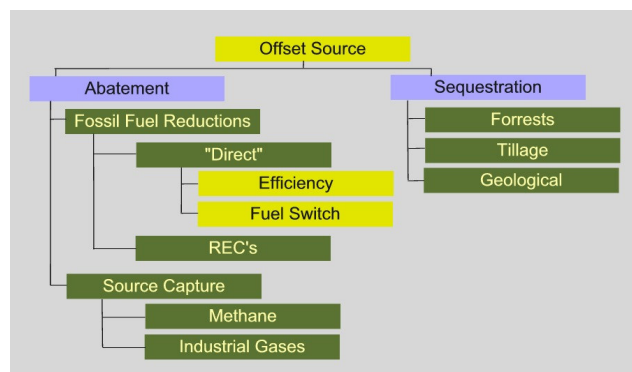 Offset Source
Abatement
Sequestration
Fossil Fuel Reductions
Forrests
"Direct"
Tillage
Efficiency
Geological
Fuel Switch
REC's
Source Capture
Methane
Industrial Gases